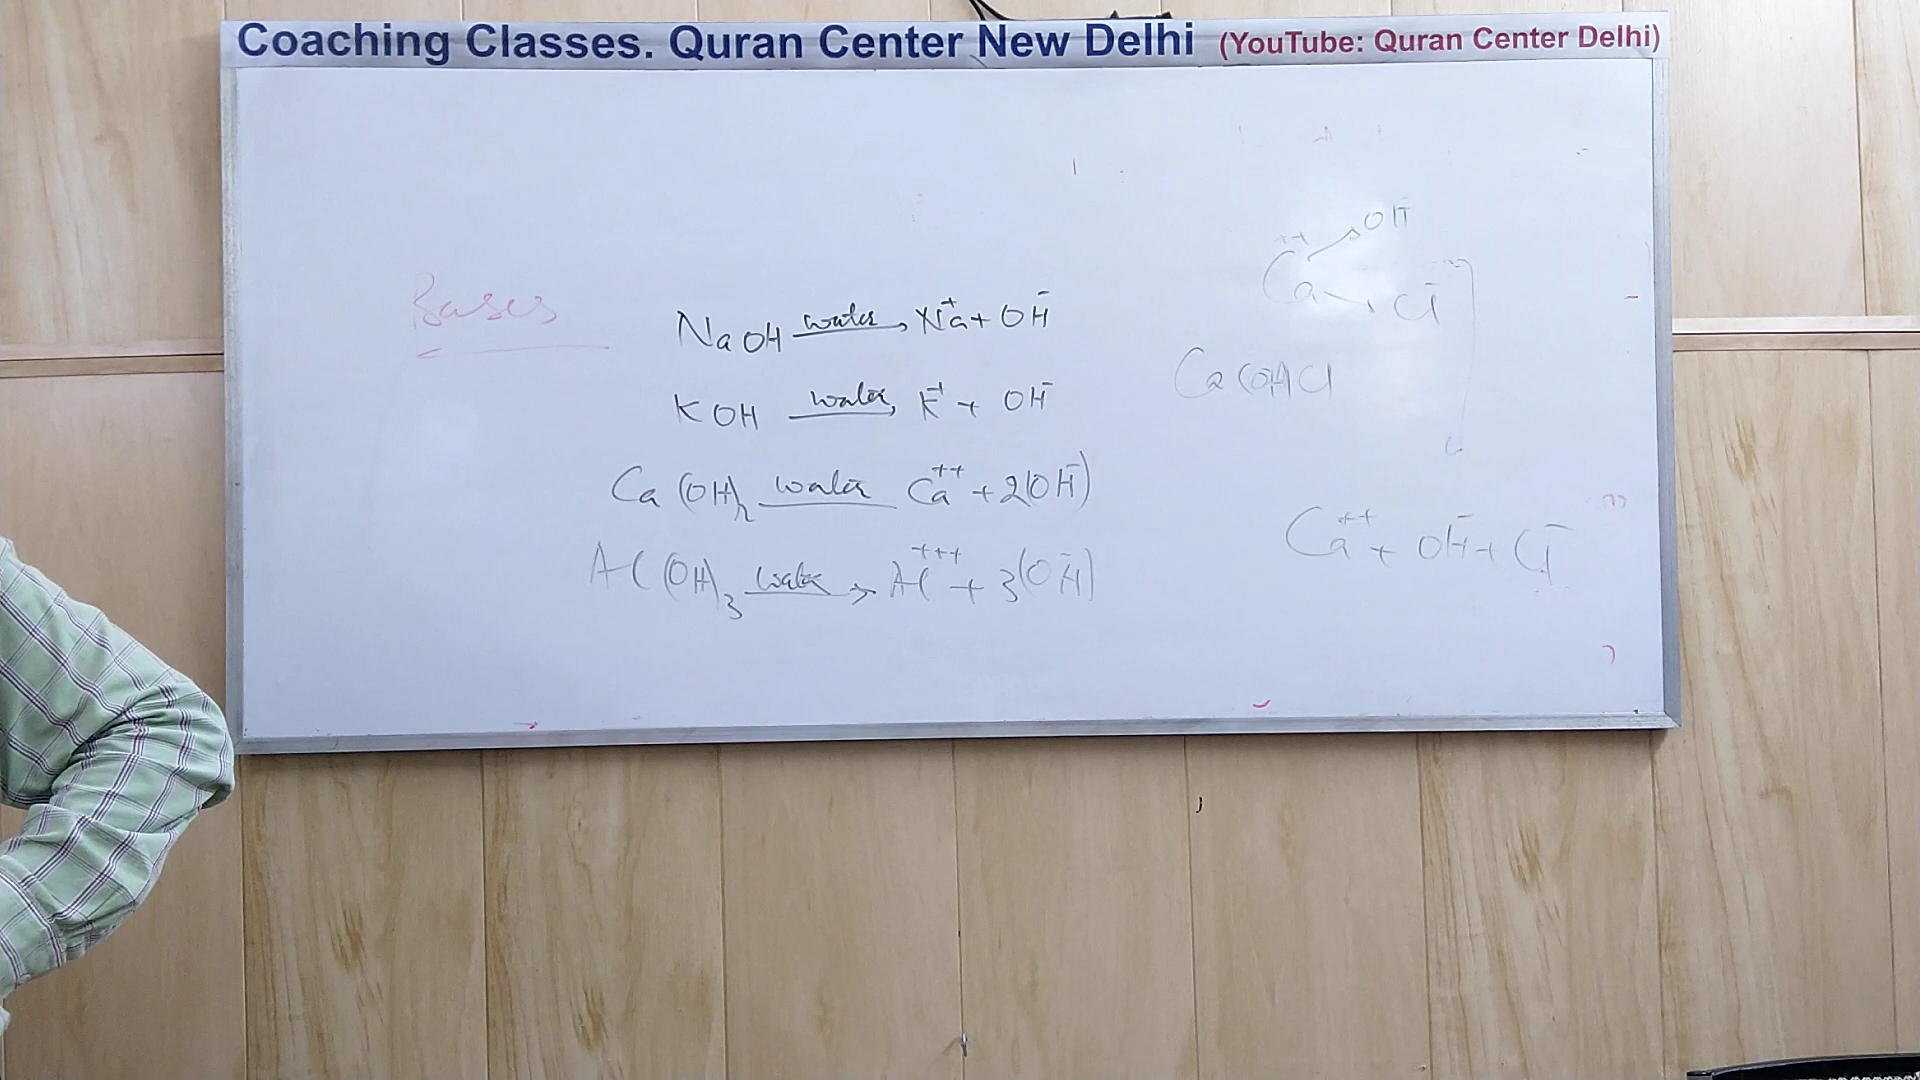 Coaching Classes. Quran Center New Delhi (YouTube: Quran Center Delhi)
Bases
NaOH water→ Na⁺ + OH⁻
KOH water→ K⁺ + OH⁻
Ca(OH)₂ water Ca⁺⁺ + 2(OH⁻)
Al(OH)₃ water→ Al⁺⁺⁺ + 3(OH⁻)
Ca⁺⁺ OH⁻
Cl⁻
Ca(OH)Cl
Ca⁺⁺ + OH⁻ + Cl⁻